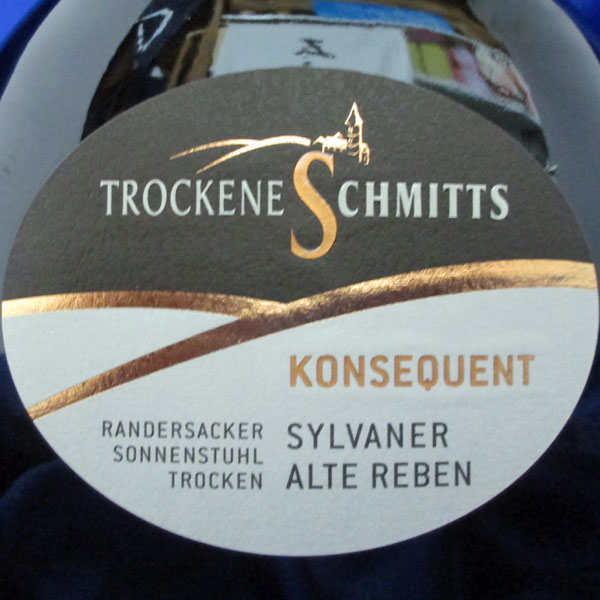 TROCKENE SCHMITTS
KONSEQUENT
RANDERSACKER
SONNENSTUHL
TROCKEN
SYLVANER
ALTE REBEN